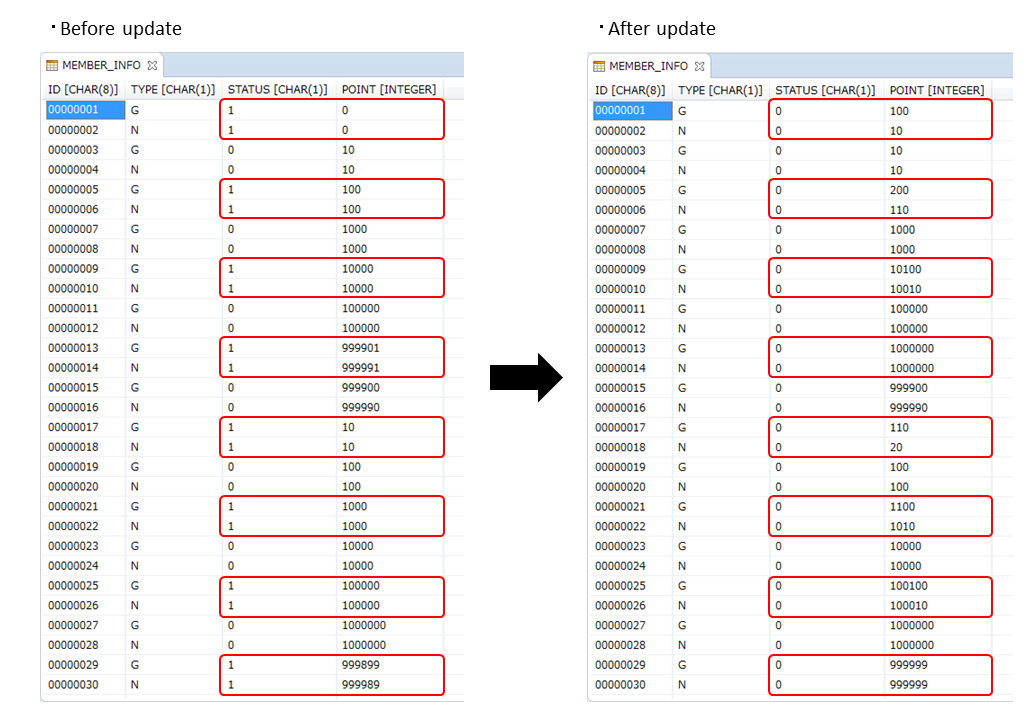 ・Before update
MEMBER_INFO
ID [CHAR(8)] TYPE [CHAR(1)] STATUS [CHAR(1)] POINT [INTEGER]
00000001 G 1 0
00000002 N 1 0
00000003 G 0 10
00000004 N 0 10
00000005 G 1 100
00000006 N 1 100
00000007 G 0 1000
00000008 N 0 1000
00000009 G 1 10000
00000010 N 1 10000
00000011 G 0 100000
00000012 N 0 100000
00000013 G 1 999901
00000014 N 1 999991
00000015 G 0 999900
00000016 N 0 999990
00000017 G 1 10
00000018 N 1 10
00000019 G 0 100
00000020 N 0 100
00000021 G 1 1000
00000022 N 1 1000
00000023 G 0 10000
00000024 N 0 10000
00000025 G 1 100000
00000026 N 1 100000
00000027 G 0 1000000
00000028 N 0 1000000
00000029 G 1 999899
00000030 N 1 999989
・After update
MEMBER_INFO
ID [CHAR(8)] TYPE [CHAR(1)] STATUS [CHAR(1)] POINT [INTEGER]
00000001 G 0 100
00000002 N 0 10
00000003 G 0 10
00000004 N 0 10
00000005 G 0 200
00000006 N 0 110
00000007 G 0 1000
00000008 N 0 1000
00000009 G 0 10100
00000010 N 0 10010
00000011 G 0 100000
00000012 N 0 100000
00000013 G 0 1000000
00000014 N 0 1000000
00000015 G 0 999900
00000016 N 0 999990
00000017 G 0 110
00000018 N 0 20
00000019 G 0 100
00000020 N 0 100
00000021 G 0 1100
00000022 N 0 1010
00000023 G 0 10000
00000024 N 0 10000
00000025 G 0 100100
00000026 N 0 100010
00000027 G 0 1000000
00000028 N 0 1000000
00000029 G 0 999999
00000030 N 0 999999